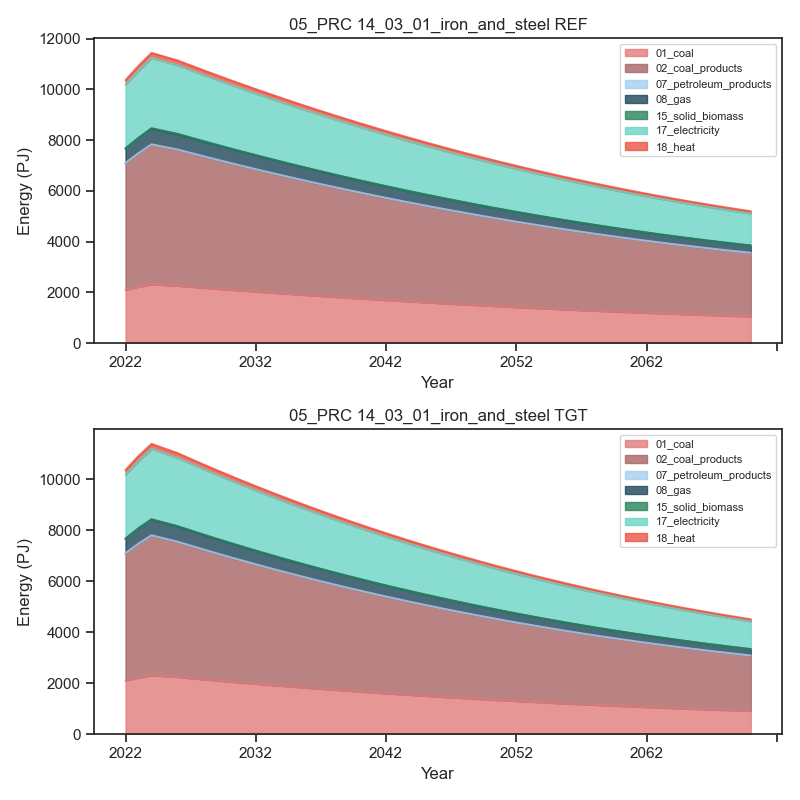 05_PRC 14_03_01_iron_and_steel REF
12000
10000
8000
6000
4000
2000
0
Energy (PJ)
01_coal
02_coal_products
07_petroleum_products
08_gas
15_solid_biomass
17_electricity
18_heat
2022 2032 2042 2052 2062
Year
05_PRC 14_03_01_iron_and_steel TGT
10000
8000
6000
4000
2000
0
Energy (PJ)
01_coal
02_coal_products
07_petroleum_products
08_gas
15_solid_biomass
17_electricity
18_heat
2022 2032 2042 2052 2062
Year